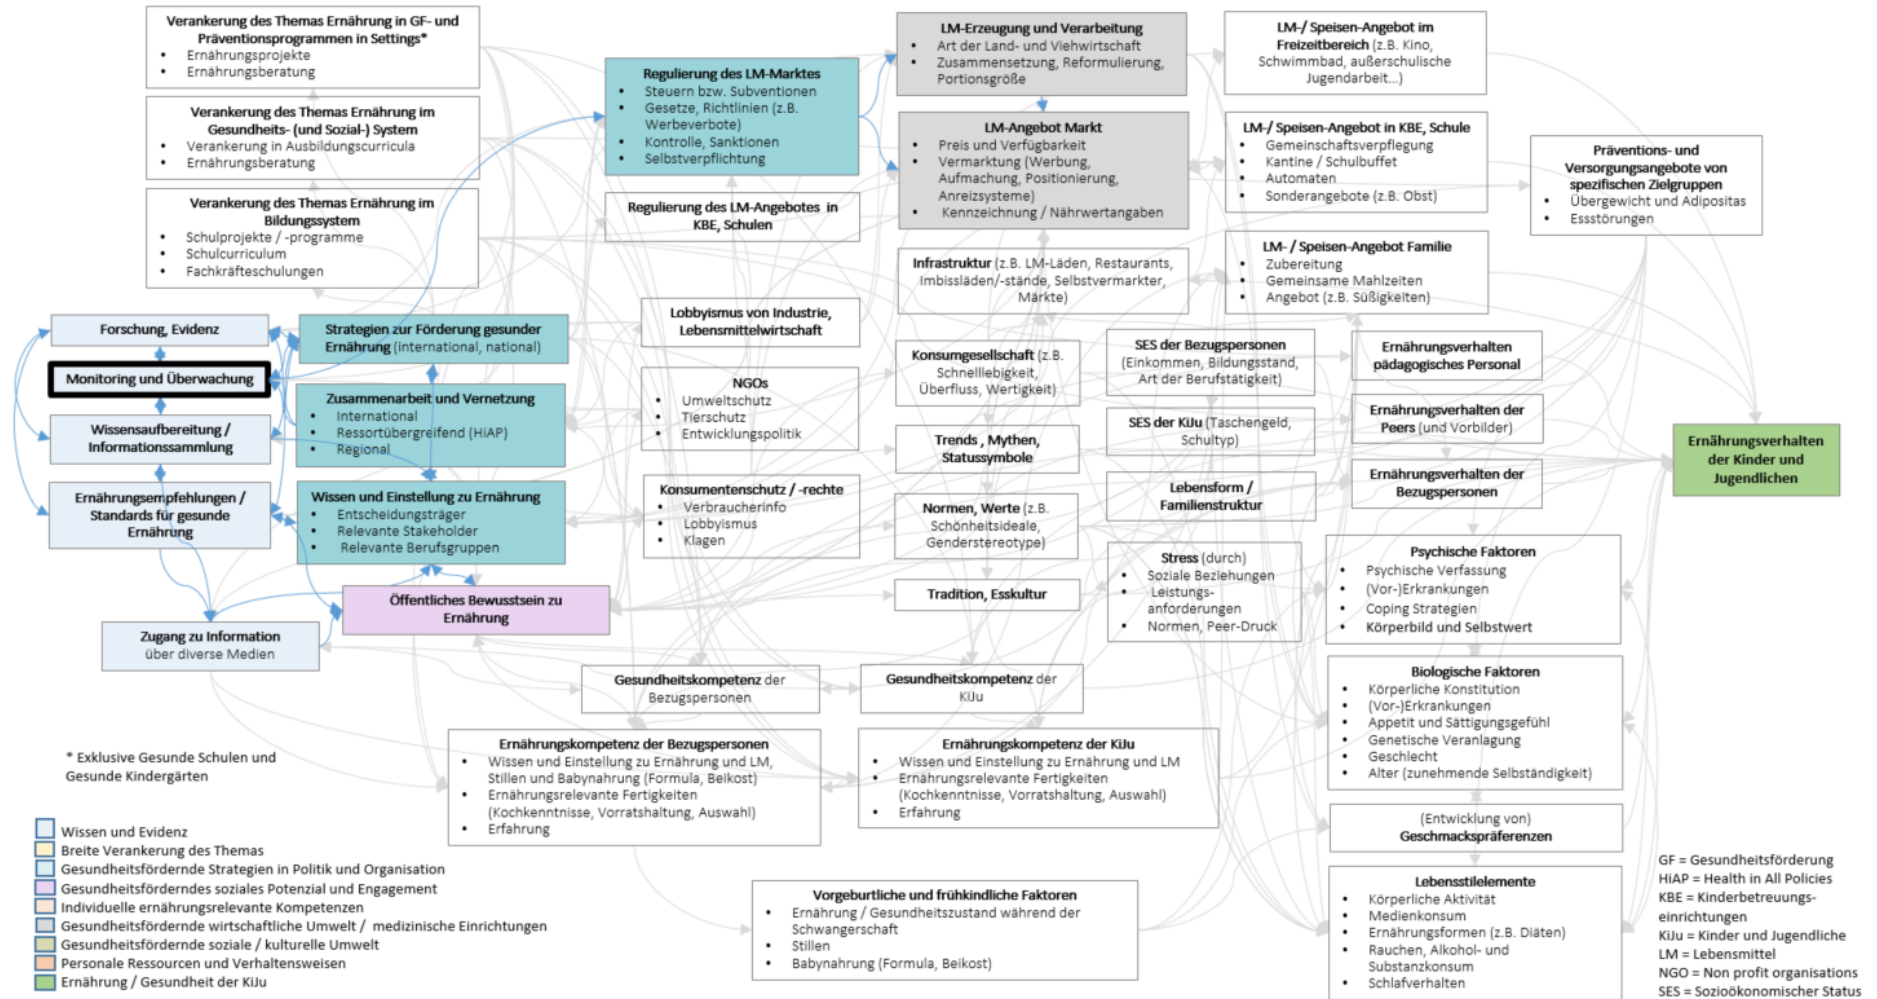 Verankerung des Themas Ernährung in GF- und
Präventionsprogrammen in Settings*
• Ernährungsprojekte
• Ernährungsberatung
Verankerung des Themas Ernährung im
Gesundheits- (und Sozial-) System
• Verankerung in Ausbildungscurricula
• Ernährungsberatung
Verankerung des Themas Ernährung im
Bildungssystem
• Schulprojekte / -programme
• Schulcurriculum
• Fachkräfteschulungen
Forschung, Evidenz
Monitoring und Überwachung
Wissensaufbereitung /
Informationssammlung
Ernährungsempfehlungen /
Standards für gesunde
Ernährung
Zugang zu Information
über diverse Medien
Strategien zur Förderung gesunder
Ernährung (international, national)
Zusammenarbeit und Vernetzung
• International
• Ressortübergreifend (HiAP)
• Regional
Wissen und Einstellung zu Ernährung
• Entscheidungsträger
• Relevante Stakeholder
• Relevante Berufsgruppen
Öffentliches Bewusstsein zu
Ernährung
Regulierung des LM-Marktes
• Steuern bzw. Subventionen
• Gesetze, Richtlinien (z.B.
Werbeverbote)
• Kontrolle, Sanktionen
• Selbstverpflichtung
Regulierung des LM-Angebotes in
KBE, Schulen
Lobbyismus von Industrie,
Lebensmittelwirtschaft
NGOs
• Umweltschutz
• Tierschutz
• Entwicklungspolitik
Konsumentenschutz / -rechte
• Verbraucherinfo
• Lobbyismus
• Klagen
LM-Erzeugung und Verarbeitung
• Art der Land- und Viehwirtschaft
• Zusammensetzung, Reformulierung,
Portionsgröße
LM-Angebot Markt
• Preis und Verfügbarkeit
• Vermarktung (Werbung,
Aufmachung, Positionierung,
Anreizsysteme)
• Kennzeichnung / Nährwertangaben
Infrastruktur (z.B. LM-Läden, Restaurants,
Imbissläden/-stände, Selbstvermarkter,
Märkte)
Konsumgesellschaft (z.B.
Schnelllebigkeit,
Überfluss, Wertigkeit)
Trends , Mythen,
Statussymbole
Normen, Werte (z.B.
Schönheitsideale,
Genderstereotype)
Tradition, Esskultur
LM-/ Speisen-Angebot im
Freizeitbereich (z.B. Kino,
Schwimmbad, außerschulische
Jugendarbeit...)
LM-/ Speisen-Angebot in KBE, Schule
• Gemeinschaftsverpflegung
• Kantine / Schulbuffet
• Automaten
• Sonderangebote (z.B. Obst)
LM- / Speisen-Angebot Familie
• Zubereitung
• Gemeinsame Mahlzeiten
• Angebot (z.B. Süßigkeiten)
Präventions- und
Versorgungsangebote von
spezifischen Zielgruppen
• Übergewicht und Adipositas
• Essstörungen
SES der Bezugspersonen
(Einkommen, Bildungsstand,
Art der Berufstätigkeit)
SES der KiJu (Taschengeld,
Schultyp)
Lebensform /
Familienstruktur
Stress (durch)
• Soziale Beziehungen
• Leistungs-
anforderungen
• Normen, Peer-Druck
Ernährungsverhalten
pädagogisches Personal
Ernährungsverhalten der
Peers (und Vorbilder)
Ernährungsverhalten der
Bezugspersonen
Ernährungsverhalten
der Kinder und
Jugendlichen
Psychische Faktoren
• Psychische Verfassung
• (Vor-)Erkrankungen
• Coping Strategien
• Körperbild und Selbstwert
Biologische Faktoren
• Körperliche Konstitution
• (Vor-)Erkrankungen
• Appetit und Sättigungsgefühl
• Genetische Veranlagung
• Geschlecht
• Alter (zunehmende Selbständigkeit)
(Entwicklung von)
Geschmackspräferenzen
Lebensstilelemente
• Körperliche Aktivität
• Medienkonsum
• Ernährungsformen (z.B. Diäten)
• Rauchen, Alkohol- und
Substanzkonsum
• Schlafverhalten
Gesundheitskompetenz der
Bezugspersonen
Gesundheitskompetenz der
KiJu
Ernährungskompetenz der Bezugspersonen
• Wissen und Einstellung zu Ernährung und LM,
Stillen und Babynahrung (Formula, Beikost)
• Ernährungsrelevante Fertigkeiten
(Kochkenntnisse, Vorratshaltung, Auswahl)
• Erfahrung
Ernährungskompetenz der KiJu
• Wissen und Einstellung zu Ernährung und LM
• Ernährungsrelevante Fertigkeiten
(Kochkenntnisse, Vorratshaltung, Auswahl)
• Erfahrung
Vorgeburtliche und frühkindliche Faktoren
• Ernährung / Gesundheitszustand während der
Schwangerschaft
• Stillen
• Babynahrung (Formula, Beikost)
* Exklusive Gesunde Schulen und
Gesunde Kindergärten
Wissen und Evidenz
Breite Verankerung des Themas
Gesundheitsfördernde Strategien in Politik und Organisation
Gesundheitsförderndes soziales Potenzial und Engagement
Individuelle ernährungsrelevante Kompetenzen
Gesundheitsfördernde wirtschaftliche Umwelt / medizinische Einrichtungen
Gesundheitsfördernde soziale / kulturelle Umwelt
Personale Ressourcen und Verhaltensweisen
Ernährung / Gesundheit der KiJu
GF = Gesundheitsförderung
HiAP = Health in All Policies
KBE = Kinderbetreuungs-
einrichtungen
KiJu = Kinder und Jugendliche
LM = Lebensmittel
NGO = Non profit organisations
SES = Sozioökonomischer Status